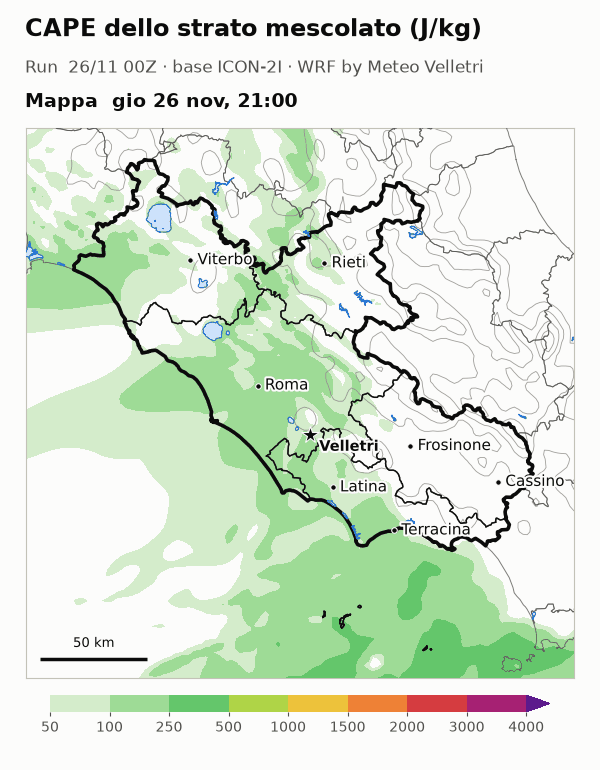 CAPE dello strato mescolato (J/kg)
Run  26/11 00Z · base ICON-2I · WRF by Meteo Velletri
Mappa  gio 26 nov, 21:00
Viterbo
Rieti
Roma
Velletri
Frosinone
Latina
Cassino
Terracina
50 km
50 100 250 500 1000 1500 2000 3000 4000